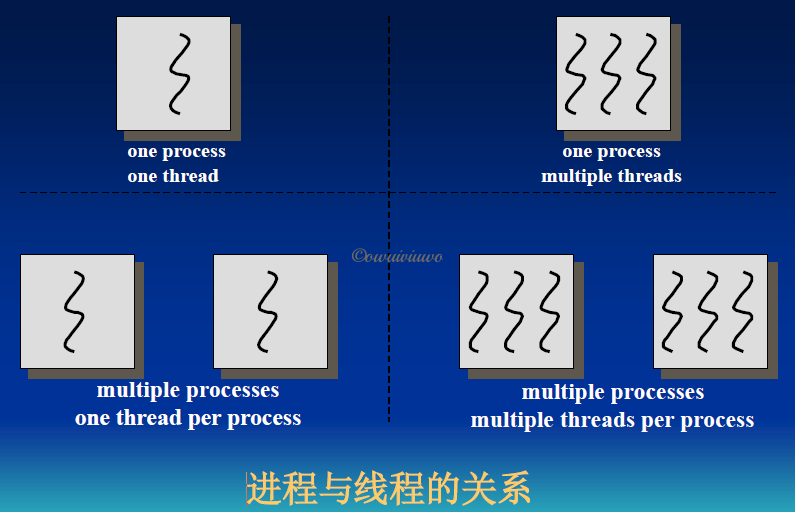 one process
one thread
one process
multiple threads
©owaiviuwo
multiple processes
one thread per process
multiple processes
multiple threads per process
进程与线程的关系